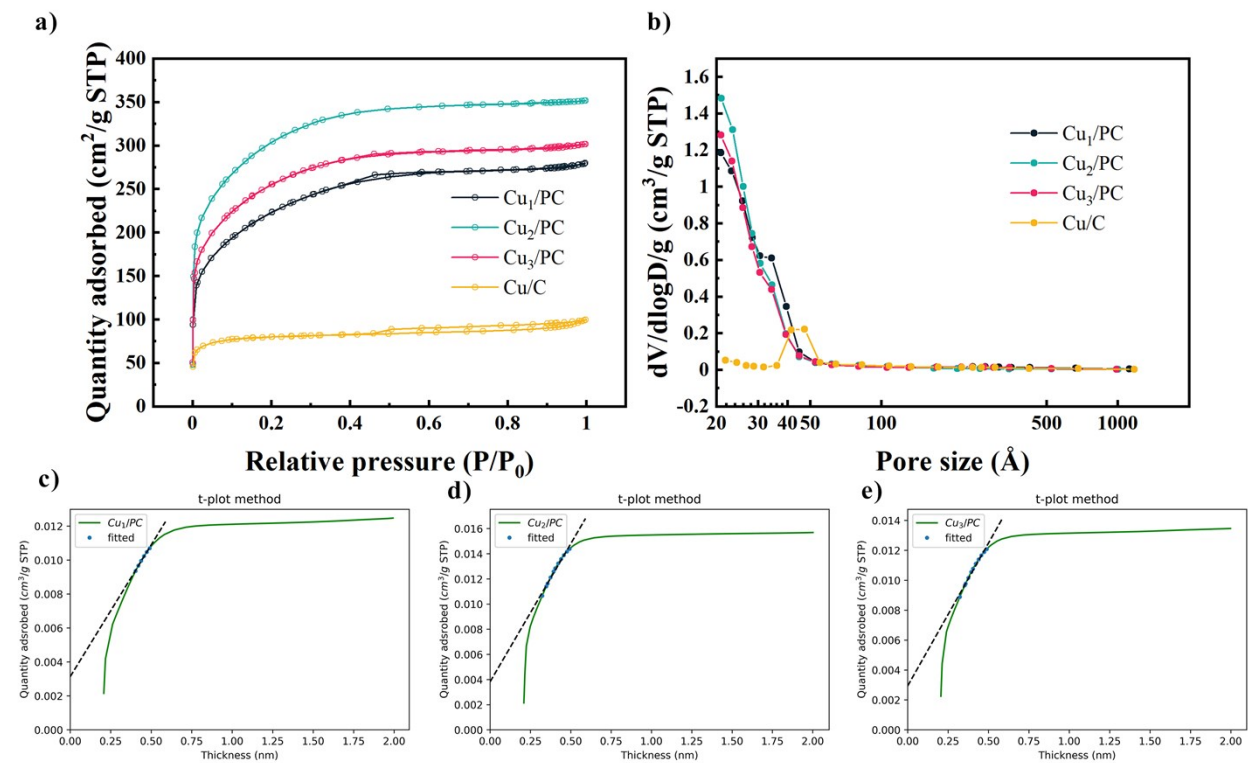 a)
Quantity adsorbed (cm²/g STP)
400
350
300
250
200
150
100
50
0
0 0.2 0.4 0.6 0.8 1
Relative pressure (P/P₀)
Cu₁/PC
Cu₂/PC
Cu₃/PC
Cu/C
b)
dV/dlogD/g (cm³/g STP)
1.6
1.4
1.2
1
0.8
0.6
0.4
0.2
0
-0.2
20 30 40 50 100 500 1000
Pore size (Å)
Cu₁/PC
Cu₂/PC
Cu₃/PC
Cu/C
c)
t-plot method
Quantity adsrobed (cm³/g STP)
Cu₁/PC
fitted
0.012
0.010
0.008
0.006
0.004
0.002
0.000
0.00 0.25 0.50 0.75 1.00 1.25 1.50 1.75 2.00
Thickness (nm)
d)
t-plot method
Quantity adsrobed (cm³/g STP)
Cu₂/PC
fitted
0.016
0.014
0.012
0.010
0.008
0.006
0.004
0.002
0.000
0.00 0.25 0.50 0.75 1.00 1.25 1.50 1.75 2.00
Thickness (nm)
e)
t-plot method
Quantity adsrobed (cm³/g STP)
Cu₃/PC
fitted
0.014
0.012
0.010
0.008
0.006
0.004
0.002
0.000
0.00 0.25 0.50 0.75 1.00 1.25 1.50 1.75 2.00
Thickness (nm)